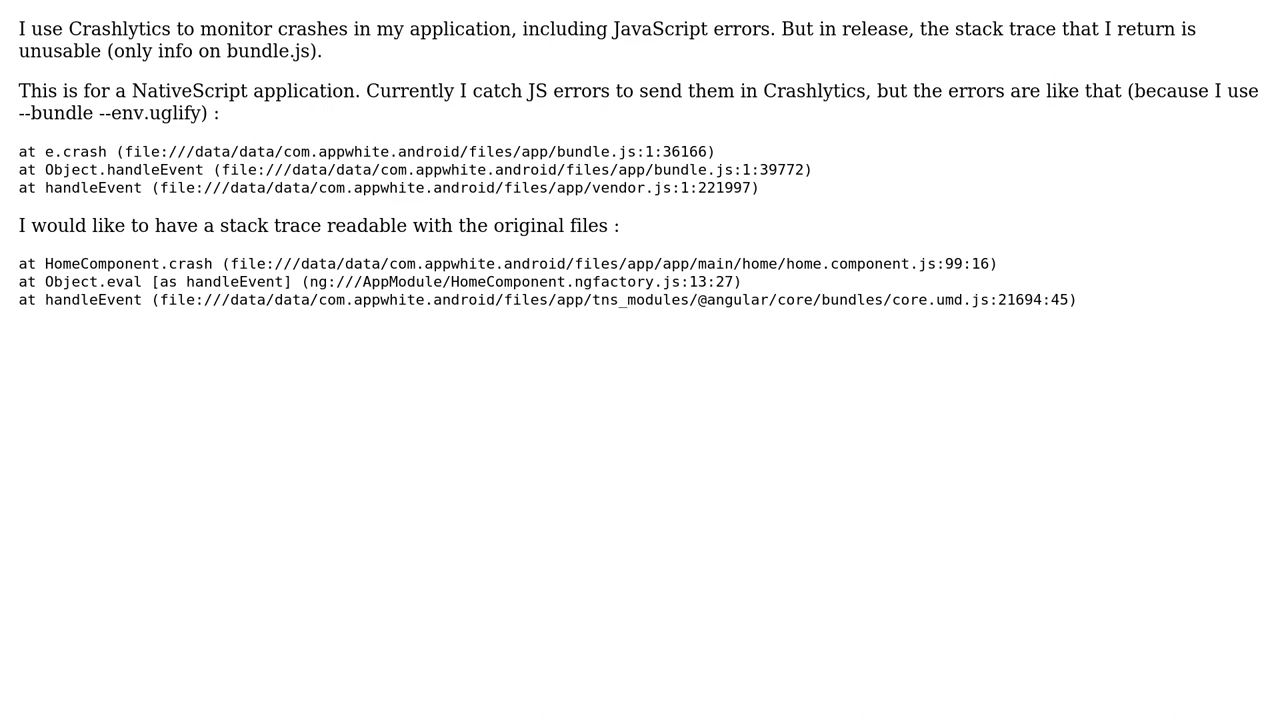 I use Crashlytics to monitor crashes in my application, including JavaScript errors. But in release, the stack trace that I return is
unusable (only info on bundle.js).
This is for a NativeScript application. Currently I catch JS errors to send them in Crashlytics, but the errors are like that (because I use
--bundle --env.uglify) :
at e.crash (file:///data/data/com.appwhite.android/files/app/bundle.js:1:36166)
at Object.handleEvent (file:///data/data/com.appwhite.android/files/app/bundle.js:1:39772)
at handleEvent (file:///data/data/com.appwhite.android/files/app/vendor.js:1:221997)
I would like to have a stack trace readable with the original files :
at HomeComponent.crash (file:///data/data/com.appwhite.android/files/app/app/main/home/home.component.js:99:16)
at Object.eval [as handleEvent] (ng:///AppModule/HomeComponent.ngfactory.js:13:27)
at handleEvent (file:///data/data/com.appwhite.android/files/app/tns_modules/@angular/core/bundles/core.umd.js:21694:45)